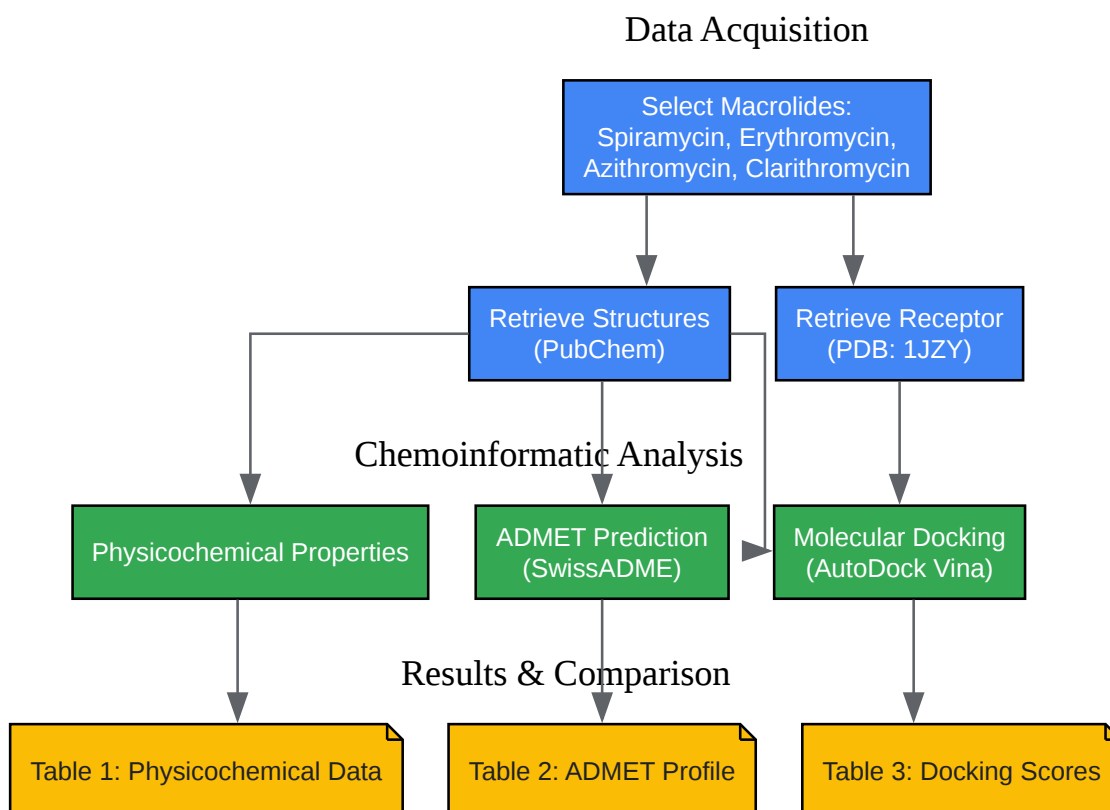 Data Acquisition
Select Macrolides:
Spiramycin, Erythromycin,
Azithromycin, Clarithromycin
Retrieve Structures
(PubChem)
Retrieve Receptor
(PDB: 1JZY)
Chemoinformatic Analysis
Physicochemical Properties
ADMET Prediction
(SwissADME)
Molecular Docking
(AutoDock Vina)
Results & Comparison
Table 1: Physicochemical Data
Table 2: ADMET Profile
Table 3: Docking Scores